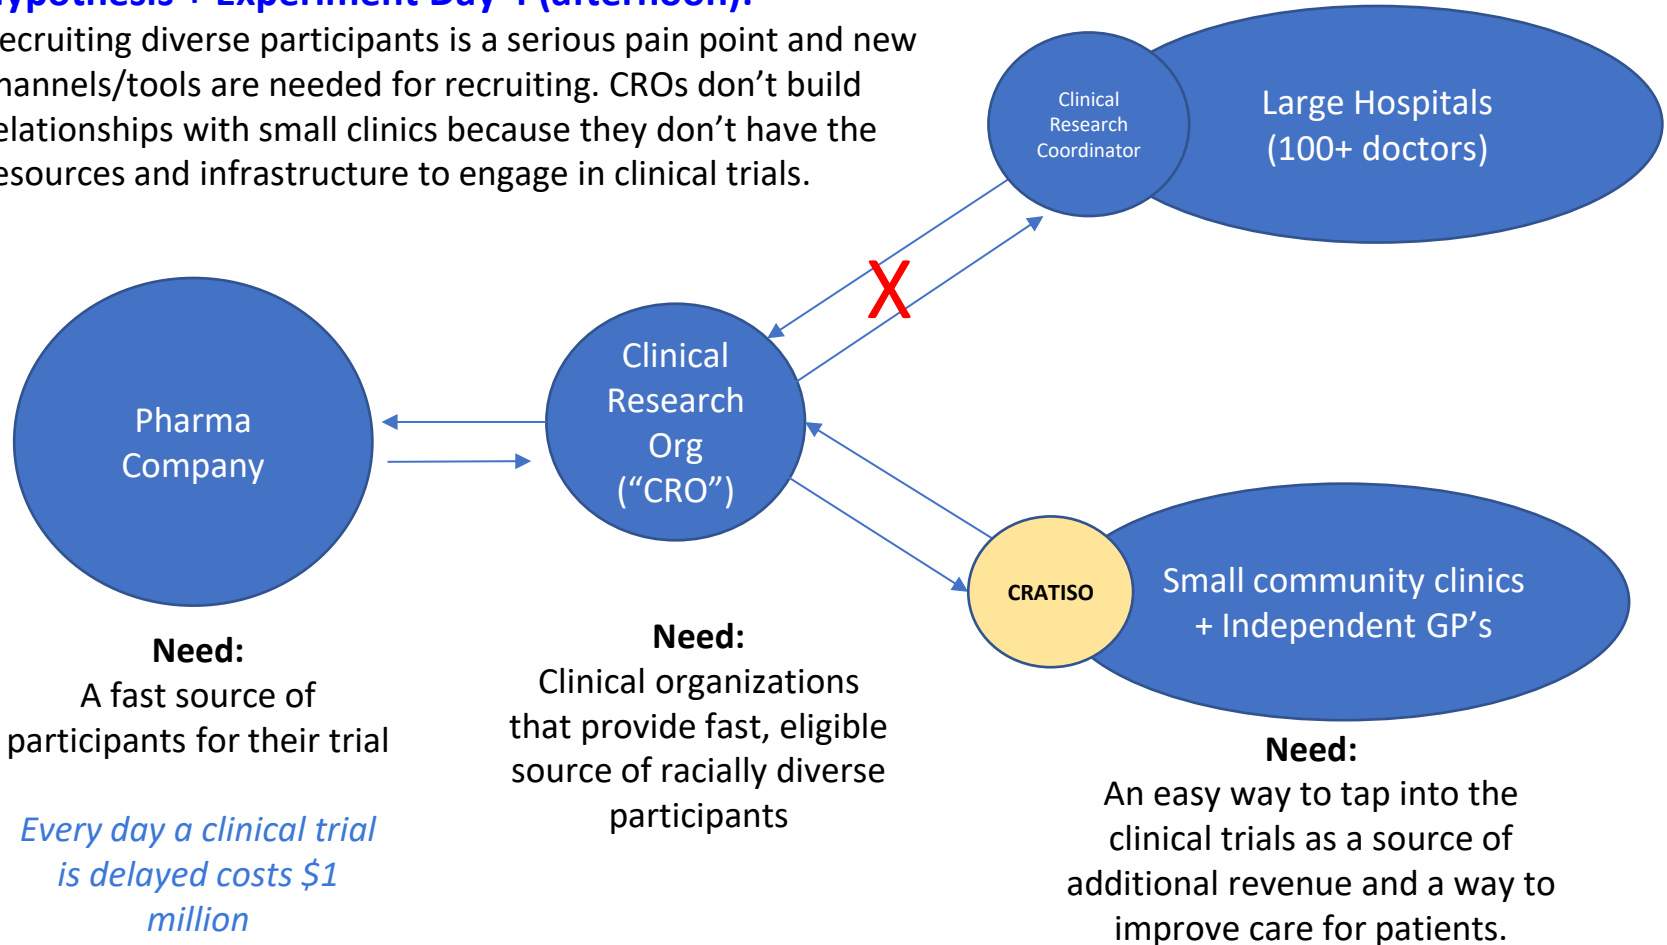 ypothesis + Experiment Day 4 (afternoon):
ecruiting diverse participants is a serious pain point and new
hannels/tools are needed for recruiting. CROs don’t build
elationships with small clinics because they don’t have the
esources and infrastructure to engage in clinical trials.
Clinical
Research
Coordinator
Large Hospitals
(100+ doctors)
X
Pharma
Company
Clinical
Research
Org
(“CRO”)
CRATISO
Small community clinics
+ Independent GP’s
Need:
A fast source of
participants for their trial
Every day a clinical trial
is delayed costs $1
million
Need:
Clinical organizations
that provide fast, eligible
source of racially diverse
participants
Need:
An easy way to tap into the
clinical trials as a source of
additional revenue and a way to
improve care for patients.